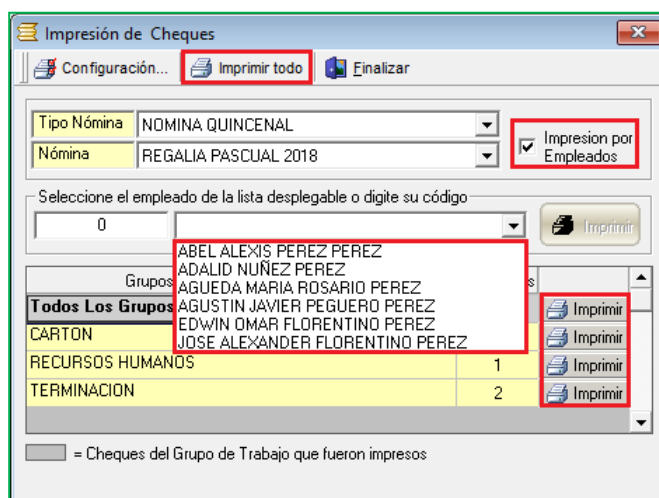 Impresión de Cheques
Configuración... Imprimir todo Finalizar
Tipo Nómina NOMINA QUINCENAL
Nómina REGALIA PASCUAL 2018
Impresion por
Empleados
Seleccione el empleado de la lista desplegable o digite su código
0 Imprimir
ABEL ALEXIS PEREZ PEREZ
ADALID NUÑEZ PEREZ
AGUEDA MARIA ROSARIO PEREZ
AGUSTIN JAVIER PEGUERO PEREZ
EDWIN OMAR FLORENTINO PEREZ
JOSE ALEXANDER FLORENTINO PEREZ
Grupos
Todos Los Grupos Imprimir
CARTON Imprimir
RECURSOS HUMANOS 1 Imprimir
TERMINACION 2 Imprimir
= Cheques del Grupo de Trabajo que fueron impresos